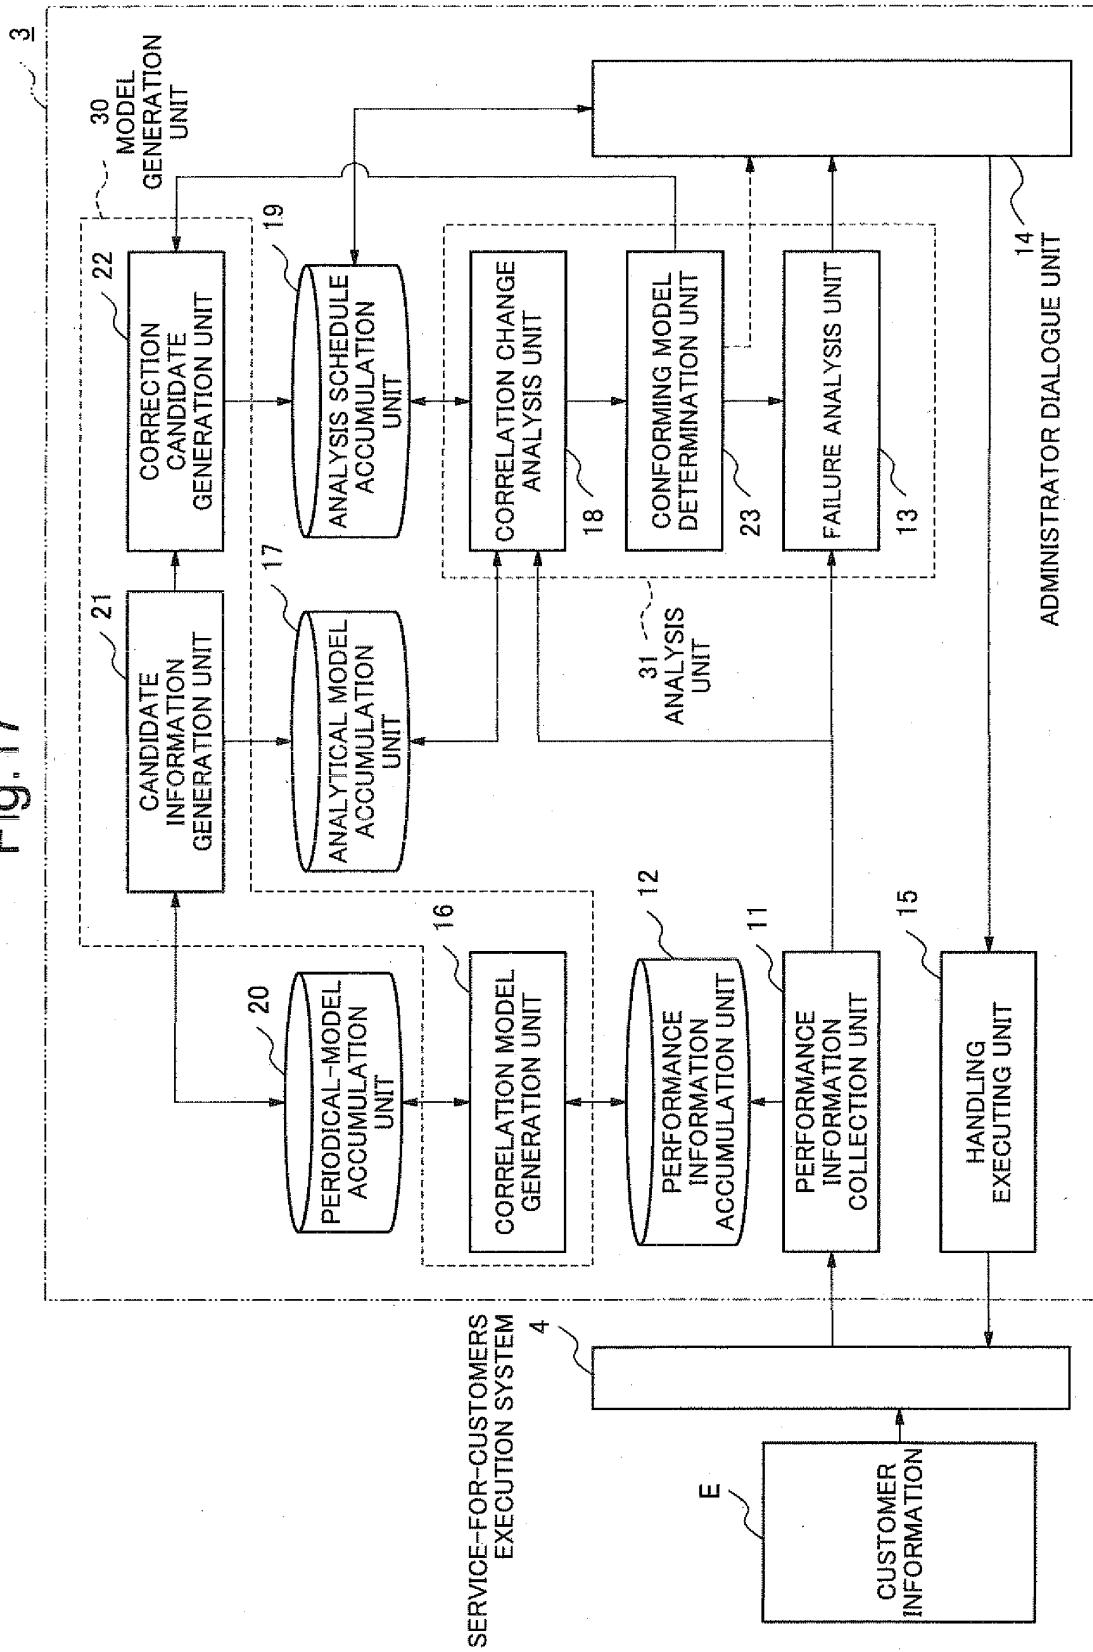 Fig.17
3
SERVICE-FOR-CUSTOMERS
EXECUTION SYSTEM
4
E
CUSTOMER
INFORMATION
20
PERIODICAL-MODEL
ACCUMULATION
UNIT
16
CORRELATION MODEL
GENERATION UNIT
12
PERFORMANCE
INFORMATION
ACCUMULATION UNIT
11
PERFORMANCE
INFORMATION
COLLECTION UNIT
15
HANDLING
EXECUTING UNIT
21
CANDIDATE
INFORMATION
GENERATION UNIT
17
ANALYTICAL MODEL
ACCUMULATION
UNIT
31
ANALYSIS
UNIT
22
CORRECTION
CANDIDATE
GENERATION UNIT
19
ANALYSIS SCHEDULE
ACCUMULATION
UNIT
CORRELATION CHANGE
ANALYSIS UNIT
18
CONFORMING MODEL
DETERMINATION UNIT
23
FAILURE ANALYSIS UNIT
13
30
MODEL
GENERATION
UNIT
14
ADMINISTRATOR DIALOGUE UNIT